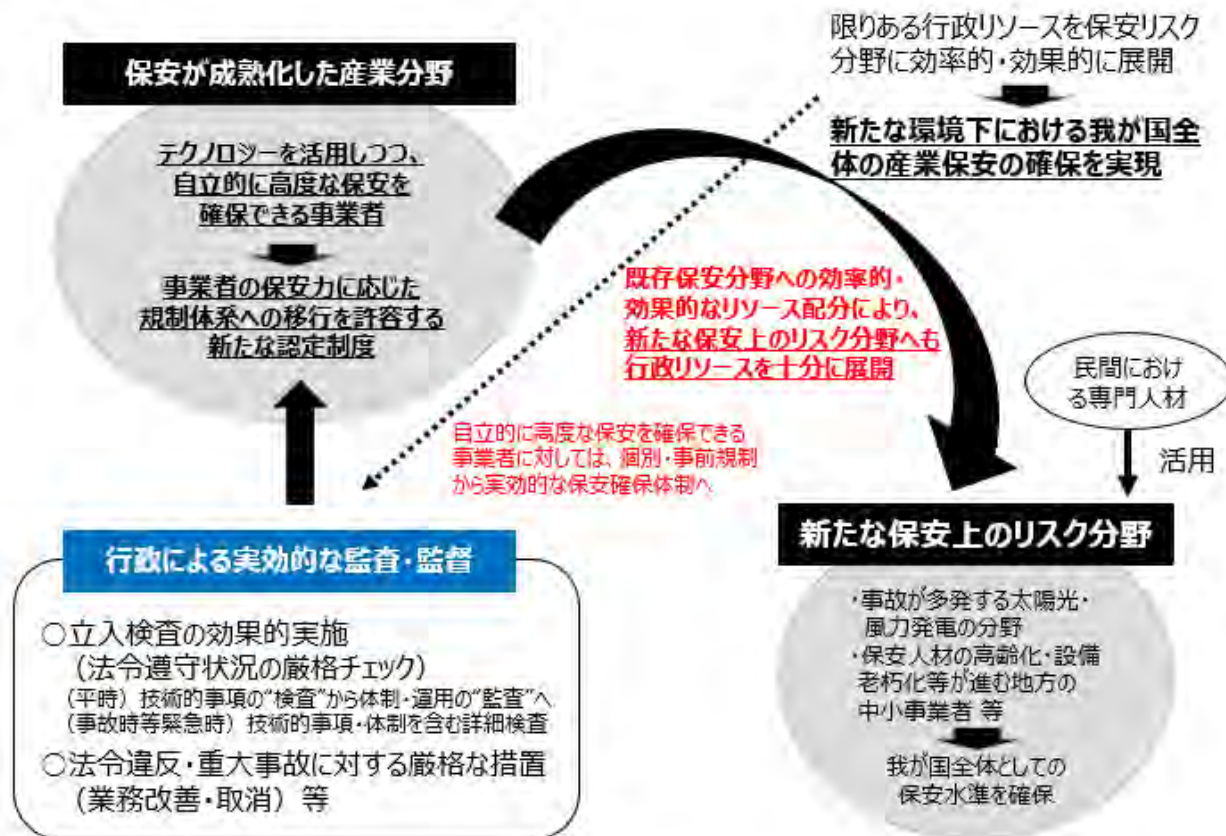 保安が成熟化した産業分野
テクノロジーを活用しつつ、
自立的に高度な保安を
確保できる事業者
事業者の保安力に応じた
規制体系への移行を許容する
新たな認定制度
限りある行政リソースを保安リスク
分野に効率的・効果的に展開
新たな環境下における我が国全
体の産業保安の確保を実現
既存保安分野への効率的・
効果的なリソース配分により、
新たな保安上のリスク分野へも
行政リソースを十分に展開
自立的に高度な保安を確保できる
事業者に対しては、個別・事前規制
から実効的な保安確保体制へ
民間におけ
る専門人材
活用
行政による実効的な監査・監督
○立入検査の効果的実施
(法令遵守状況の厳格チェック)
(平時) 技術的事項の“検査”から体制・運用の“監査”へ
(事故時等緊急時) 技術的事項・体制を含む詳細検査
○法令違反・重大事故に対する厳格な措置
(業務改善・取消) 等
新たな保安上のリスク分野
・事故が多発する太陽光・
風力発電の分野
・保安人材の高齢化・設備
老朽化等が進む地方の
中小事業者 等
我が国全体としての
保安水準を確保